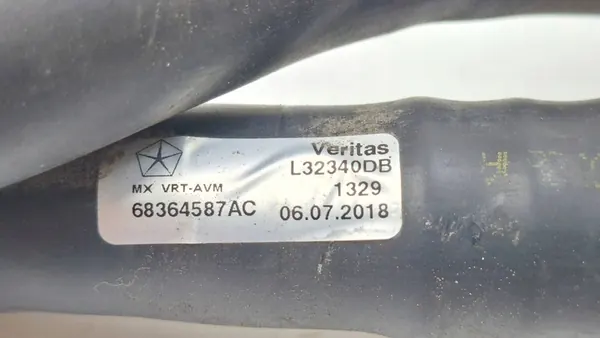 Veritas
L32340DB
MX VRT-AVM 1329
68364587AC 06.07.2018